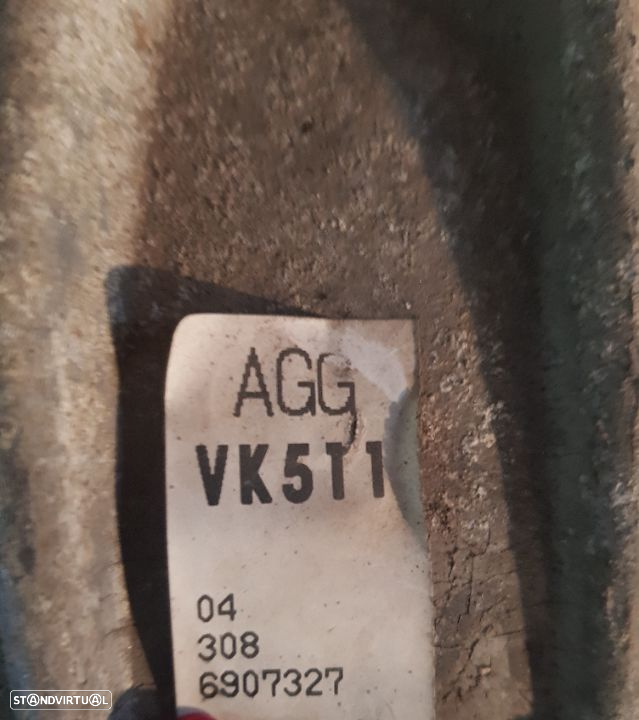 AGG
VK511
04
308
6907327
STANDVIRTUAL